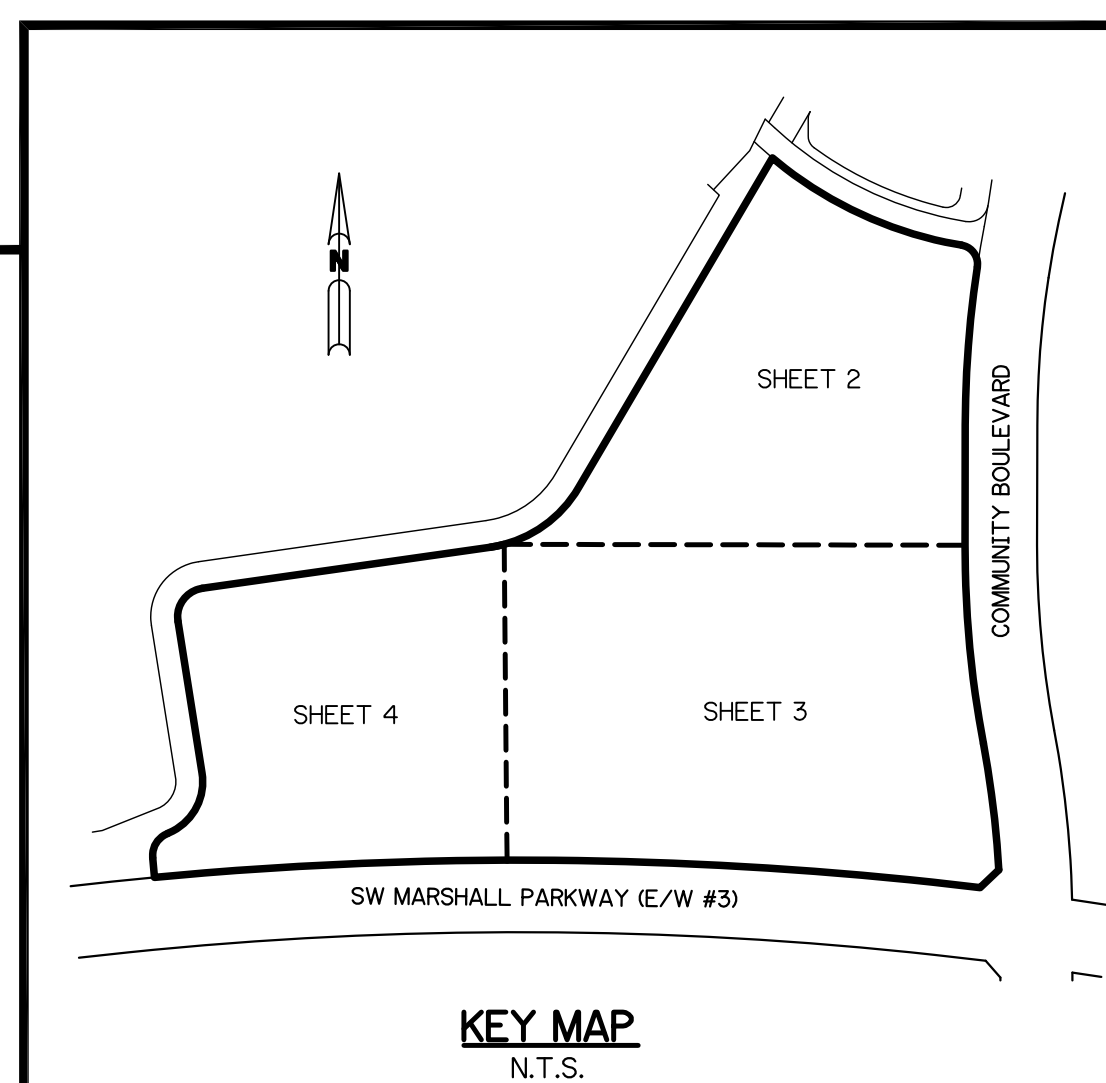 N
SHEET 2
COMMUNITY BOULEVARD
SHEET 4
SHEET 3
SW MARSHALL PARKWAY (E/W #3)
KEY MAP
N.T.S.